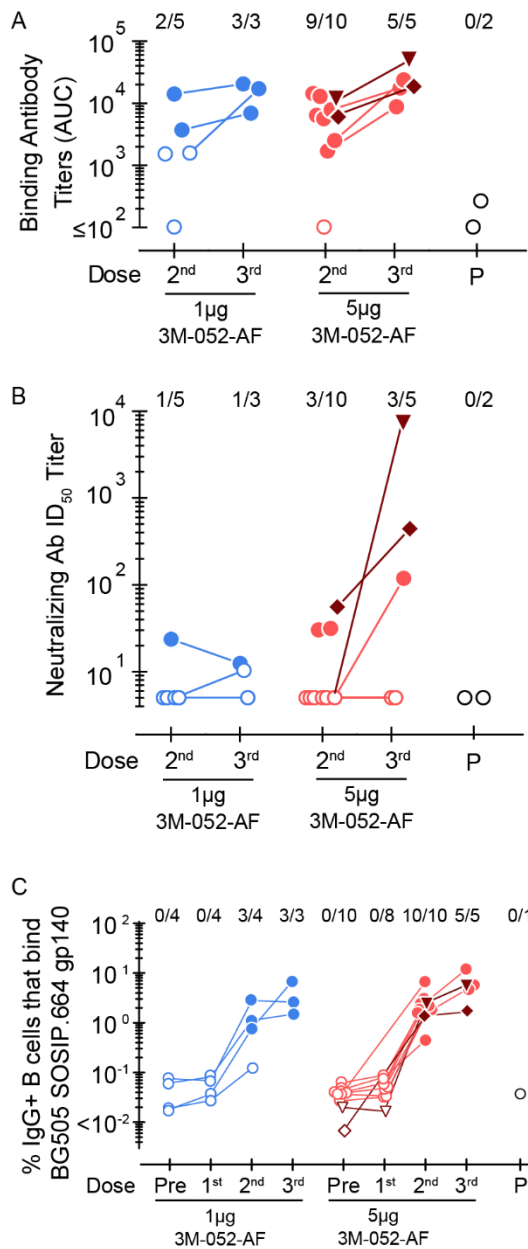 A
2/5 3/3 9/10 5/5 0/2
Binding Antibody
Titers (AUC)
10^5
10^4
10^3
≤10^2
Dose 2nd 3rd 2nd 3rd P
1µg 5µg
3M-052-AF 3M-052-AF
B
1/5 1/3 3/10 3/5 0/2
Neutralizing Ab ID50 Titer
10^4
10^3
10^2
10^1
Dose 2nd 3rd 2nd 3rd P
1µg 5µg
3M-052-AF 3M-052-AF
C
0/4 0/4 3/4 3/3 0/10 0/8 10/10 5/5 0/1
% IgG+ B cells that bind
BG505 SOSIP.664 gp140
10^2
10^1
10^0
10^-1
<10^-2
Dose Pre 1st 2nd 3rd Pre 1st 2nd 3rd P
1µg 5µg
3M-052-AF 3M-052-AF